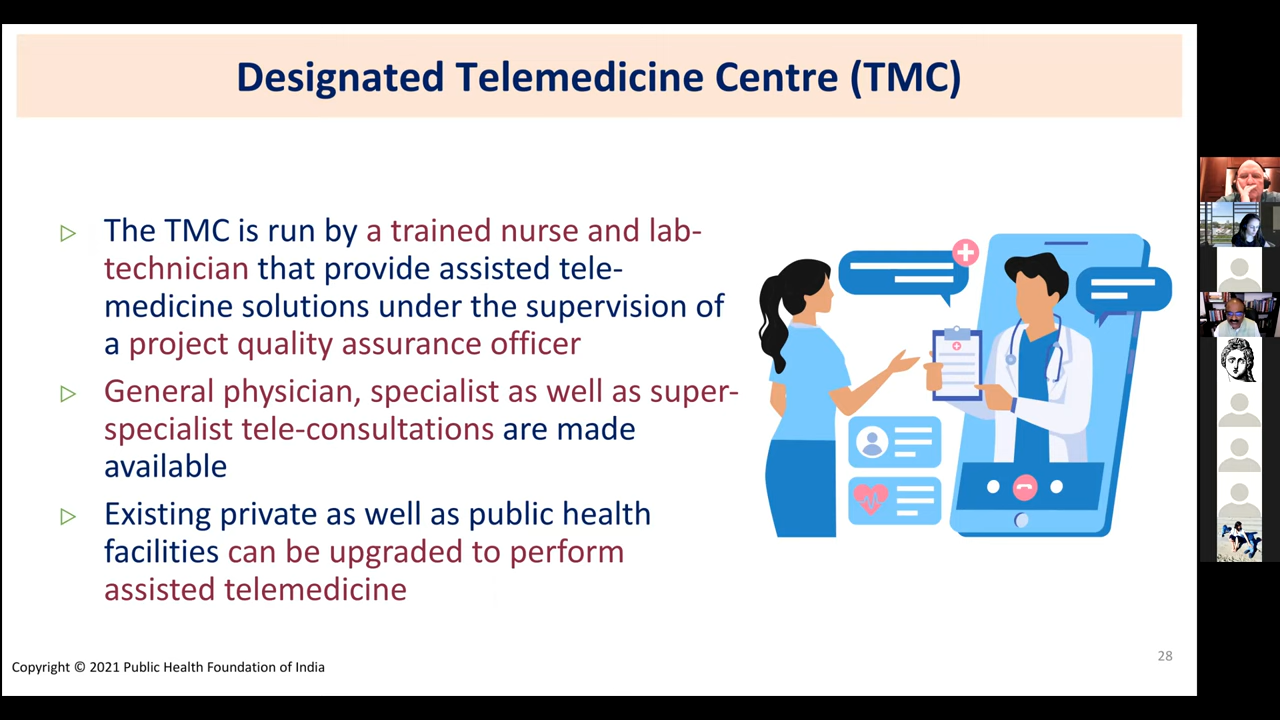 Designated Telemedicine Centre (TMC)
The TMC is run by a trained nurse and lab-
technician that provide assisted tele-
medicine solutions under the supervision of
a project quality assurance officer
General physician, specialist as well as super-
specialist tele-consultations are made
available
Existing private as well as public health
facilities can be upgraded to perform
assisted telemedicine
Copyright © 2021 Public Health Foundation of India
28